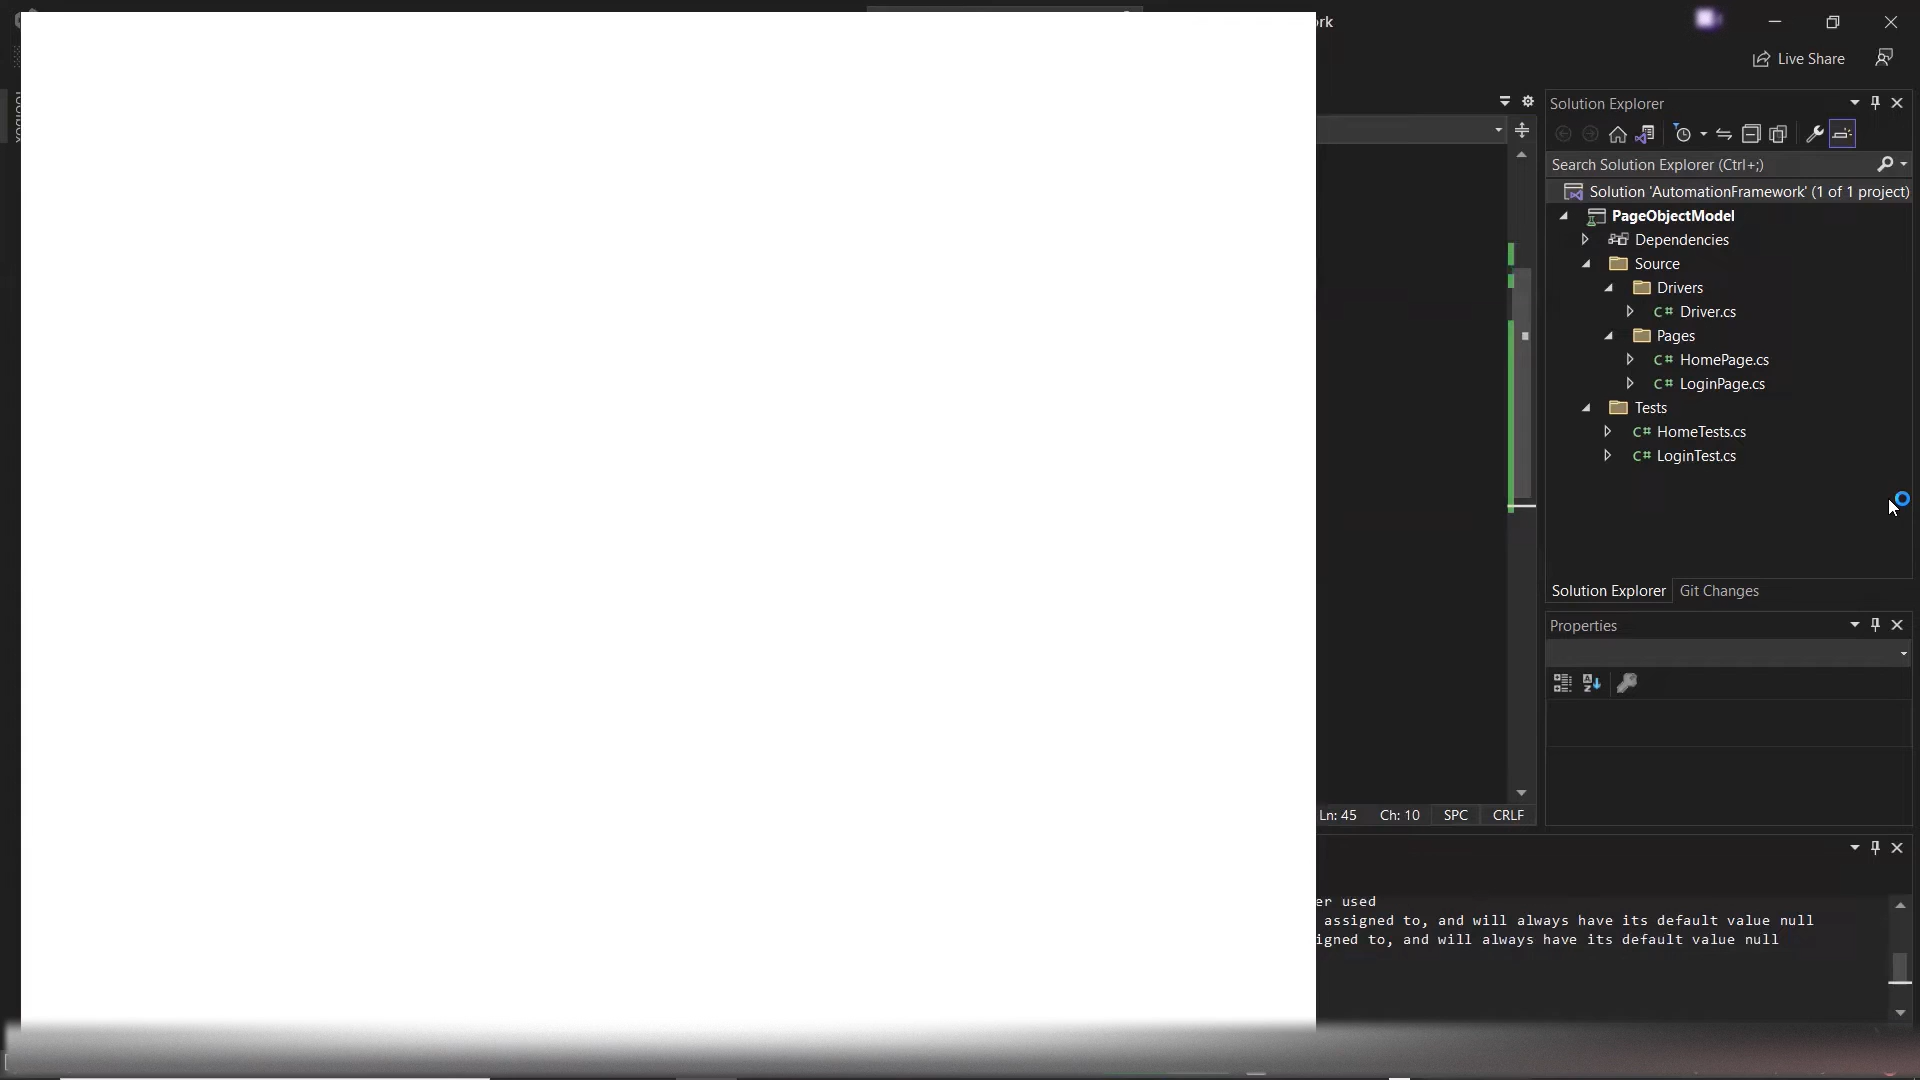 rk
Live Share
Toolbox
Solution Explorer
Search Solution Explorer (Ctrl+;)
Solution 'AutomationFramework' (1 of 1 project)
PageObjectModel
Dependencies
Source
Drivers
C# Driver.cs
Pages
C# HomePage.cs
C# LoginPage.cs
Tests
C# HomeTests.cs
C# LoginTest.cs
Solution Explorer Git Changes
Properties
Ln: 45 Ch: 10 SPC CRLF
er used
assigned to, and will always have its default value null
igned to, and will always have its default value null